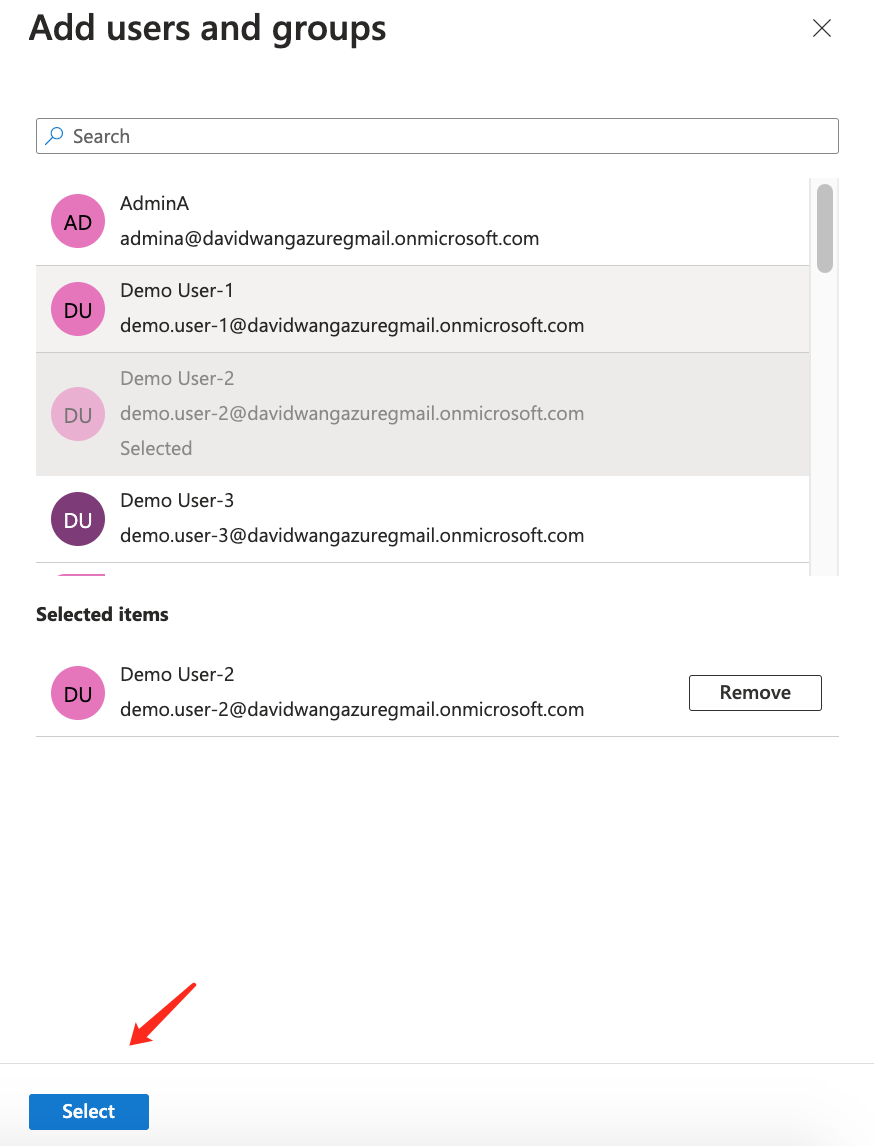 Add users and groups
Search
AD
AdminA
admina@davidwangazuregmail.onmicrosoft.com
DU
Demo User-1
demo.user-1@davidwangazuregmail.onmicrosoft.com
DU
Demo User-2
demo.user-2@davidwangazuregmail.onmicrosoft.com
Selected
DU
Demo User-3
demo.user-3@davidwangazuregmail.onmicrosoft.com
Selected items
DU
Demo User-2
demo.user-2@davidwangazuregmail.onmicrosoft.com
Remove
Select